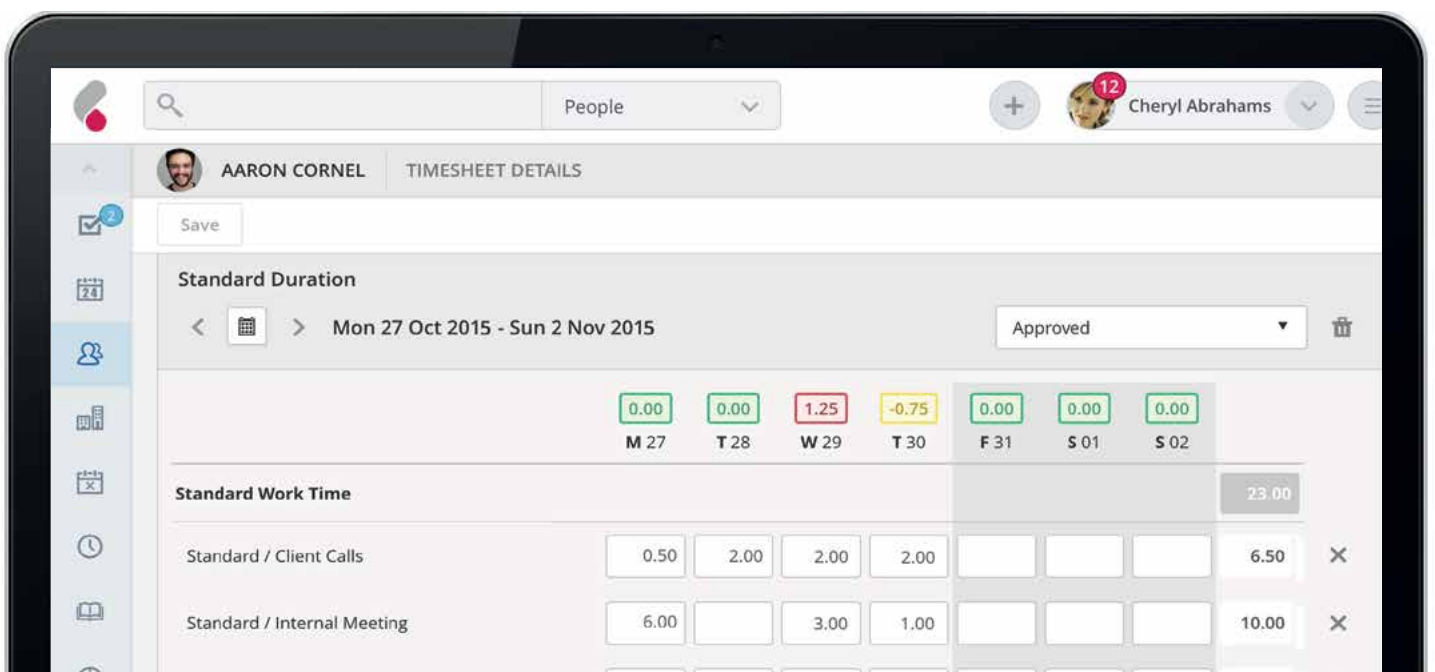 People
12
Cheryl Abrahams
AARON CORNEL TIMESHEET DETAILS
2
Save
24
Standard Duration
Mon 27 Oct 2015 - Sun 2 Nov 2015 Approved
0.00 0.00 1.25 -0.75 0.00 0.00 0.00
M 27 T 28 W 29 T 30 F 31 S 01 S 02
Standard Work Time 23.00
Standard / Client Calls 0.50 2.00 2.00 2.00 6.50
Standard / Internal Meeting 6.00 3.00 1.00 10.00